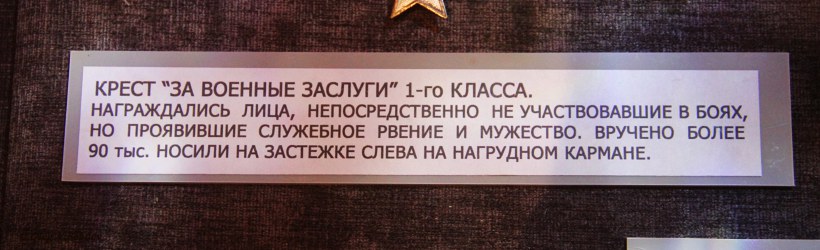 КРЕСТ "ЗА ВОЕННЫЕ ЗАСЛУГИ" 1-го КЛАССА.
НАГРАЖДАЛИСЬ ЛИЦА, НЕПОСРЕДСТВЕННО НЕ УЧАСТВОВАВШИЕ В БОЯХ,
НО ПРОЯВИВШИЕ СЛУЖЕБНОЕ РВЕНИЕ И МУЖЕСТВО. ВРУЧЕНО БОЛЕЕ
90 тыс. НОСИЛИ НА ЗАСТЕЖКЕ СЛЕВА НА НАГРУДНОМ КАРМАНЕ.